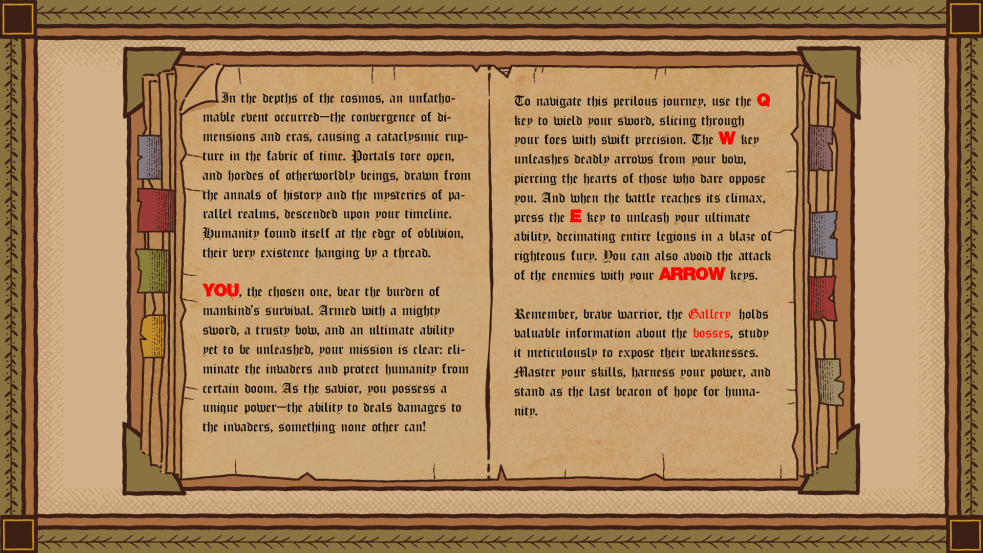 In the depths of the cosmos, an unfatho-
mable event occurred—the convergence of di-
mensions and eras, causing a cataclysmic rup-
ture in the fabric of time. Portals tore open,
and hordes of otherworldly beings, drawn from
the annals of history and the mysteries of pa-
rallel realms, descended upon your timeline.
Humanity found itself at the edge of oblivion,
their very existence hanging by a thread.
YOU, the chosen one, bear the burden of
mankind's survival. Armed with a mighty
sword, a trusty bow, and an ultimate ability
yet to be unleashed, your mission is clear: eli-
minate the invaders and protect humanity from
certain doom. As the savior, you possess a
unique power—the ability to deals damages to
the invaders, something none other can!
To navigate this perilous journey, use the Q
key to wield your sword, slicing through
your foes with swift precision. The W key
unleashes deadly arrows from your bow,
piercing the hearts of those who dare oppose
you. And when the battle reaches its climax,
press the E key to unleash your ultimate
ability, decimating entire legions in a blaze of
righteous fury. You can also avoid the attack
of the enemies with your ARROW keys.
Remember, brave warrior, the Gallery holds
valuable information about the bosses, study
it meticulously to expose their weaknesses.
Master your skills, harness your power, and
stand as the last beacon of hope for huma-
nity.